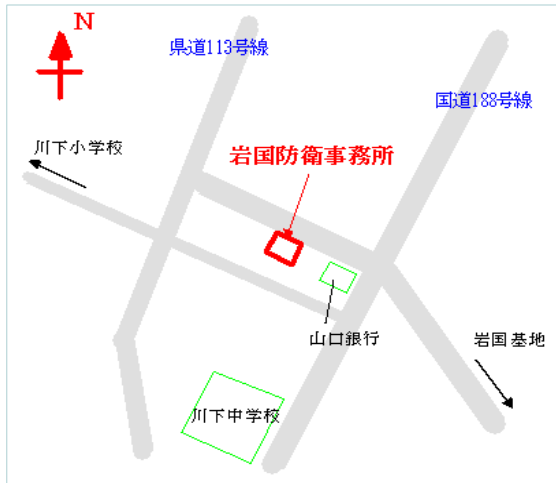 N
県道113号線
国道188号線
川下小学校
岩国防衛事務所
山口銀行
岩国基地
川下中学校